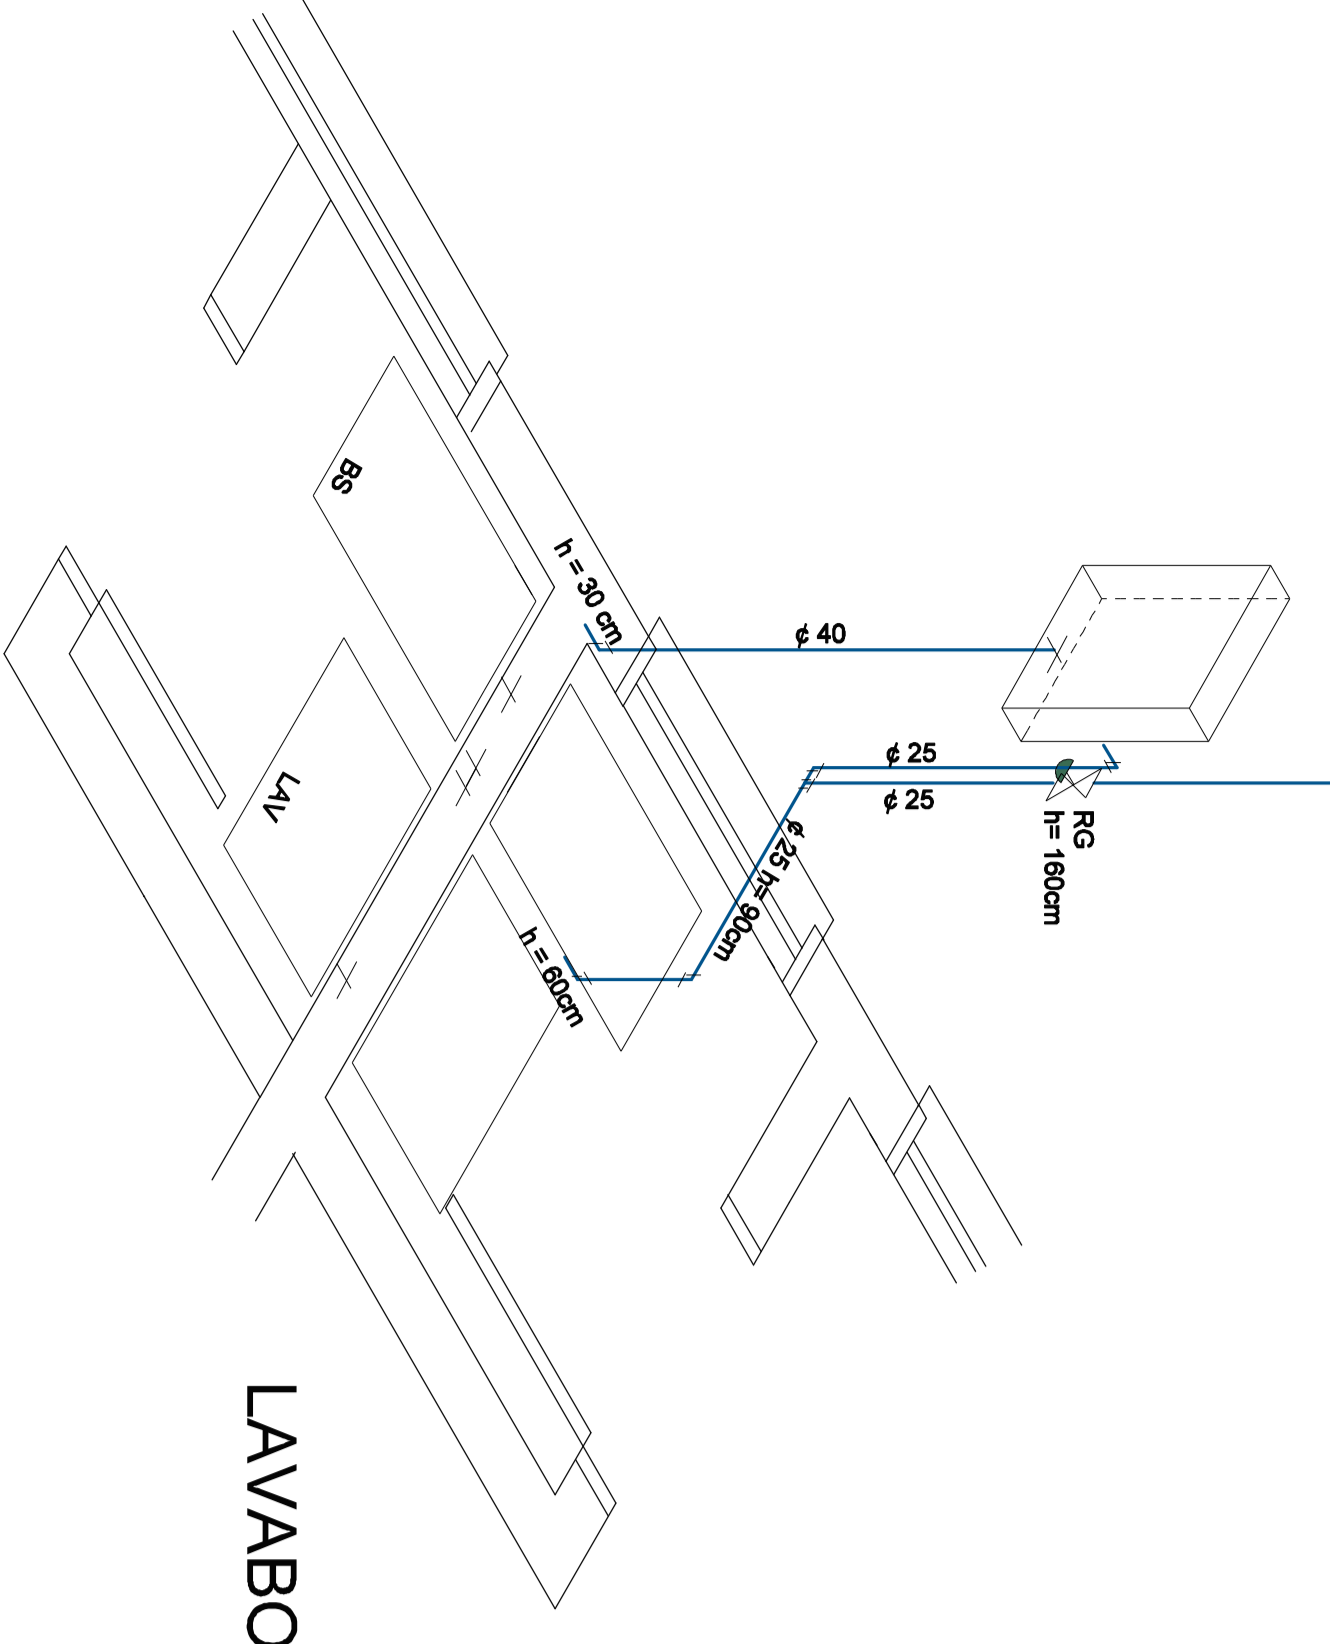 RG
h= 160cm
¢ 40
¢ 25
¢ 25
¢ 25 h= 90cm
h = 30 cm
h = 60cm
BS
LAV
LAVABO